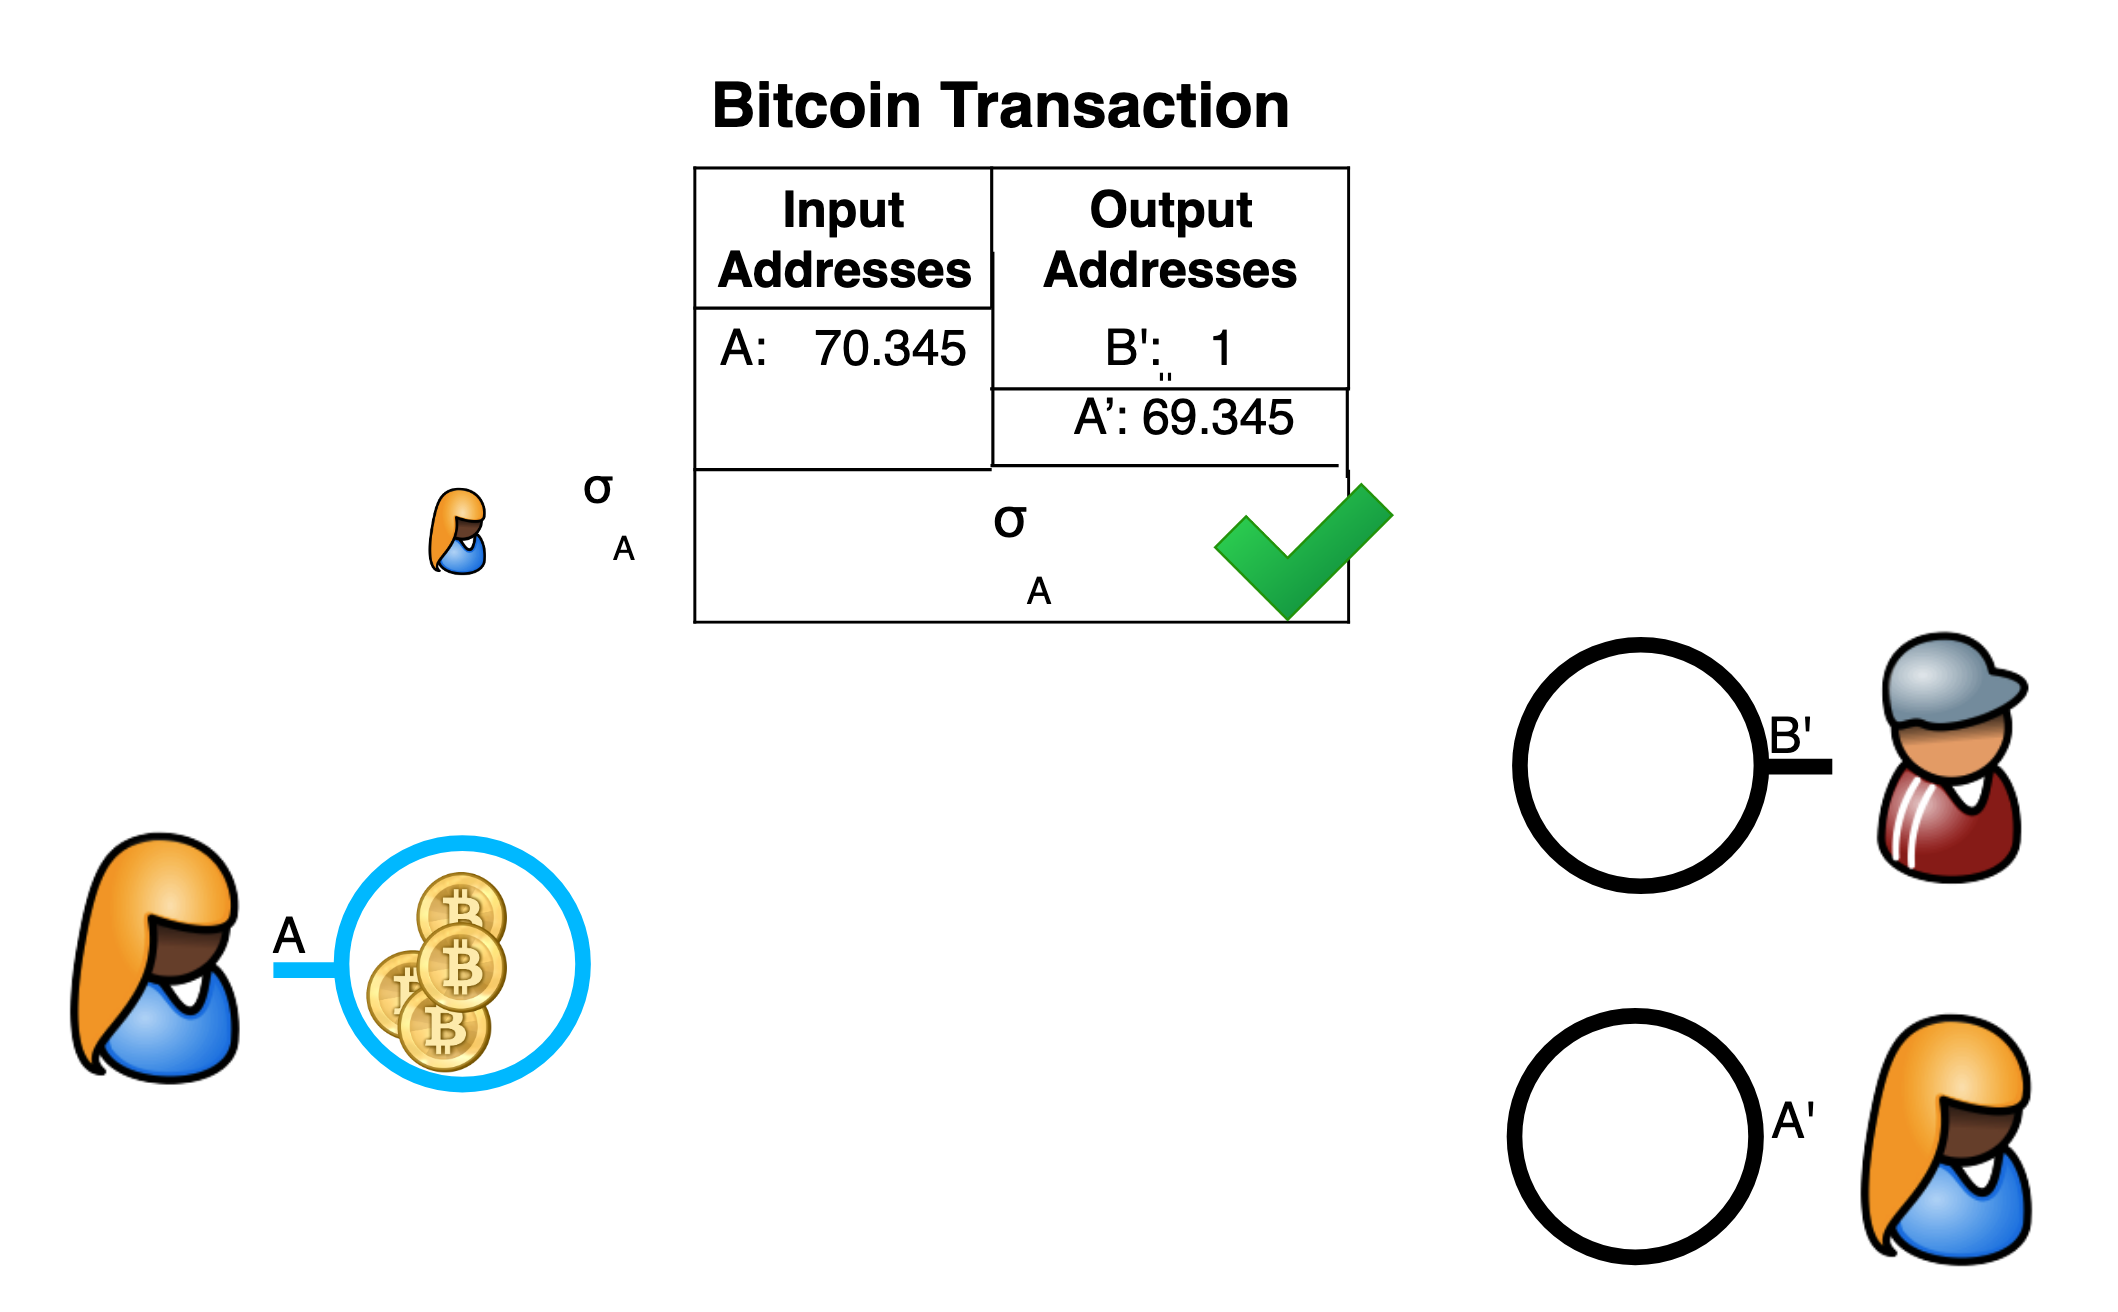 Bitcoin Transaction
Input
Addresses
Output
Addresses
A: 70.345
B': 1
"
A’: 69.345
σ
A
σ
A
B'
A
A'